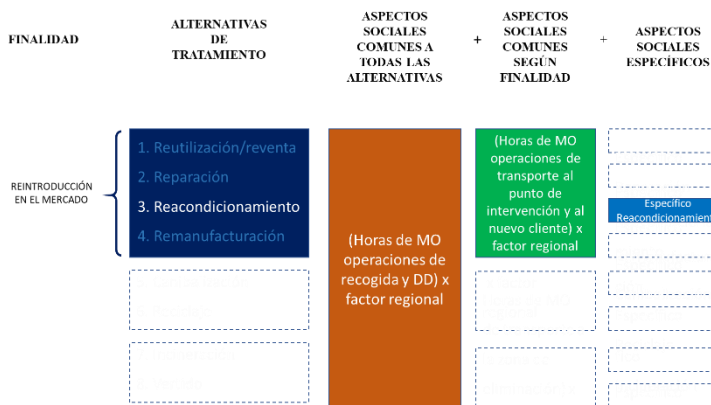 FINALIDAD
ALTERNATIVAS
DE
TRATAMIENTO
ASPECTOS
SOCIALES
COMUNES A
TODAS LAS
ALTERNATIVAS
+
ASPECTOS
SOCIALES
COMUNES
SEGÚN
FINALIDAD
+
ASPECTOS
SOCIALES
ESPECÍFICOS
REINTRODUCCIÓN
EN EL MERCADO
1. Reutilización/reventa
2. Reparación
3. Reacondicionamiento
4. Remanufacturación
(Horas de MO
operaciones de
recogida y DD) x
factor regional
(Horas de MO
operaciones de
transporte al
punto de
intervención y al
nuevo cliente) x
factor regional
Específico
Reacondicionamient